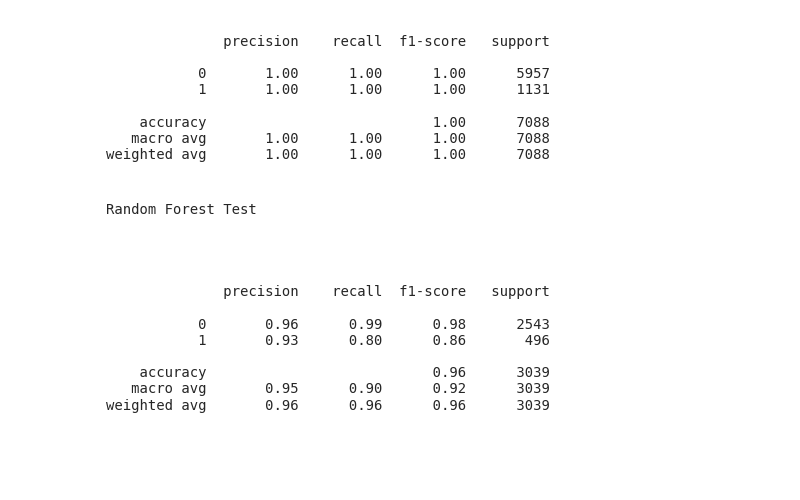 precision recall f1-score support
0 1.00 1.00 1.00 5957
1 1.00 1.00 1.00 1131
accuracy 1.00 7088
macro avg 1.00 1.00 1.00 7088
weighted avg 1.00 1.00 1.00 7088
Random Forest Test
precision recall f1-score support
0 0.96 0.99 0.98 2543
1 0.93 0.80 0.86 496
accuracy 0.96 3039
macro avg 0.95 0.90 0.92 3039
weighted avg 0.96 0.96 0.96 3039